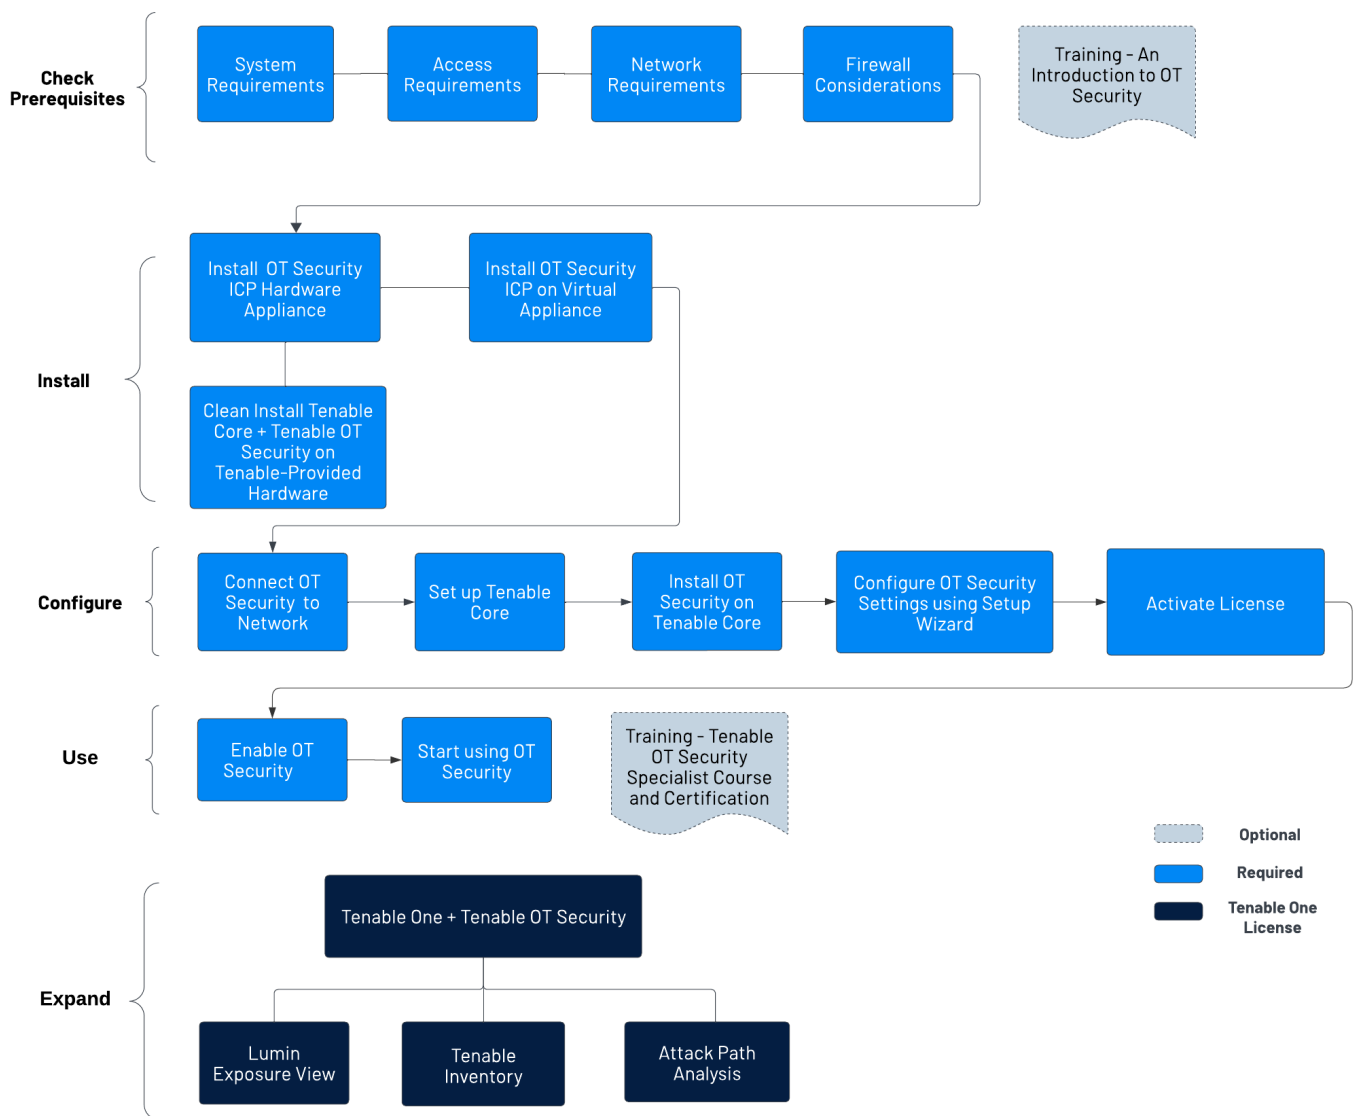 Check
Prerequisites
System
Requirements
Access
Requirements
Network
Requirements
Firewall
Considerations
Training - An
Introduction to OT
Security
Install
Install OT Security
ICP Hardware
Appliance
Install OT Security
ICP on Virtual
Appliance
Clean Install Tenable
Core + Tenable OT
Security on
Tenable-Provided
Hardware
Configure
Connect OT
Security to
Network
Set up Tenable
Core
Install OT
Security on
Tenable Core
Configure OT Security
Settings using Setup
Wizard
Activate License
Use
Enable OT
Security
Start using OT
Security
Training - Tenable
OT Security
Specialist Course
and Certification
Optional
Required
Tenable One
License
Expand
Tenable One + Tenable OT Security
Lumin
Exposure View
Tenable
Inventory
Attack Path
Analysis